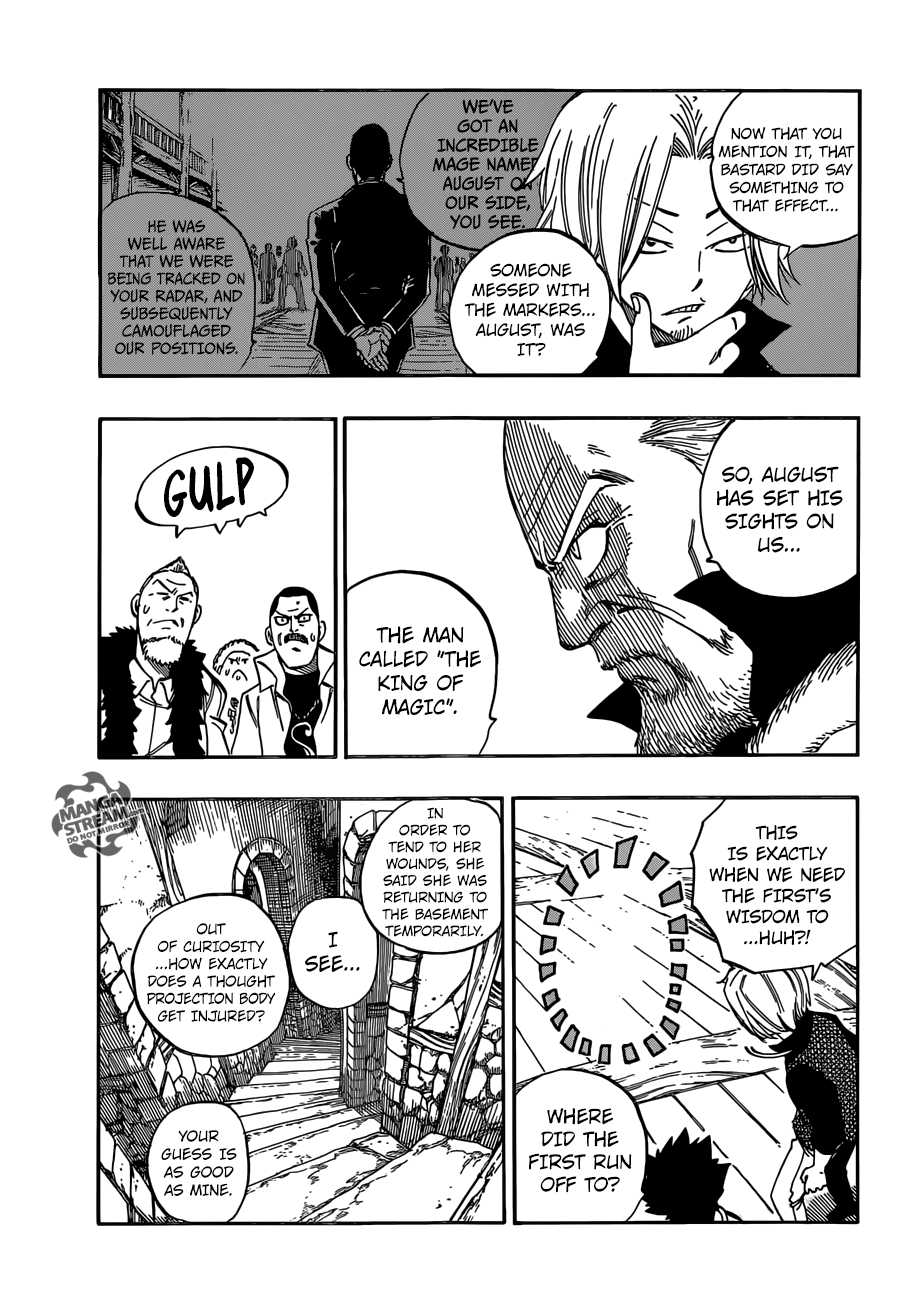 NOW THAT YOU
MENTION IT, THAT
BASTARD DID SAY
SOMETHING TO
THAT EFFECT...
WE'VE
GOT AN
INCREDIBLE
MAGE NAMED
AUGUST ON
OUR SIDE,
YOU SEE.
SOMEONE
MESSED WITH
THE MARKERS...
AUGUST, WAS
IT?
HE WAS
WELL AWARE
THAT WE WERE
BEING TRACKED ON
YOUR RADAR, AND
SUBSEQUENTLY
CAMOUFLAGED
OUR POSITIONS.
SO, AUGUST
HAS SET HIS
SIGHTS ON
US...
THE MAN
CALLED "THE
KING OF
MAGIC".
GULP
THIS
IS EXACTLY
WHEN WE NEED
THE FIRST'S
WISDOM TO
...HUH?!
WHERE
DID THE
FIRST RUN
OFF TO?
IN
ORDER TO
TEND TO HER
WOUNDS, SHE
SAID SHE WAS
RETURNING TO
THE BASEMENT
TEMPORARILY.
I
SEE...
OUT
OF CURIOSITY
...HOW EXACTLY
DOES A THOUGHT
PROJECTION BODY
GET INJURED?
YOUR
GUESS IS
AS GOOD
AS MINE.
MANGA
STREAM
DO NOT MIRROR